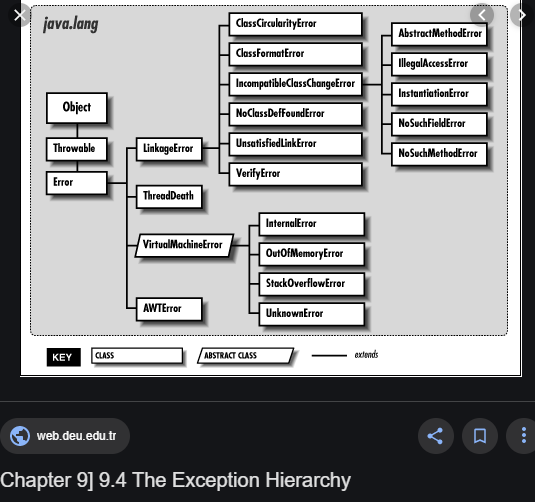 java.lang
Object
Throwable
Error
LinkageError
ThreadDeath
VirtualMachineError
AWTError
ClassCircularityError
ClassFormatError
IncompatibleClassChangeError
NoClassDefFoundError
UnsatisfiedLinkError
VerifyError
InternalError
OutOfMemoryError
StackOverflowError
UnknownError
AbstractMethodError
IllegalAccessError
InstantiationError
NoSuchFieldError
NoSuchMethodError
KEY
CLASS
ABSTRACT CLASS
extends
web.deu.edu.tr
Chapter 9] 9.4 The Exception Hierarchy